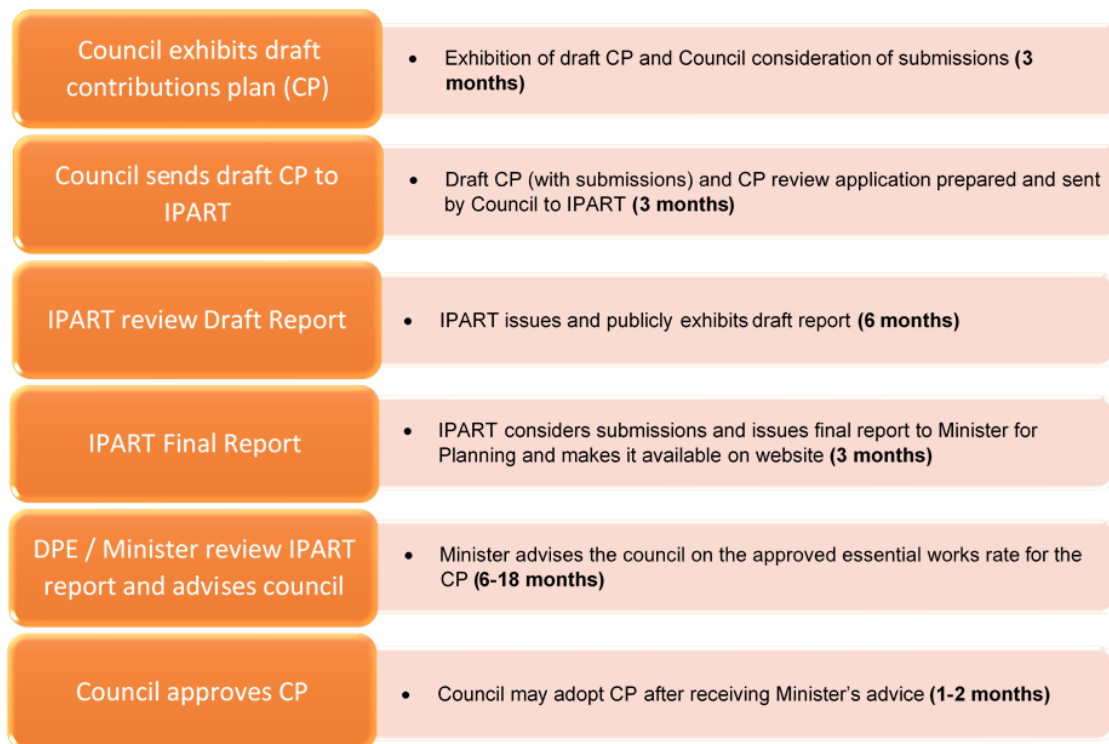 Council exhibits draft
contributions plan (CP)
• Exhibition of draft CP and Council consideration of submissions (3
months)
Council sends draft CP to
IPART
• Draft CP (with submissions) and CP review application prepared and sent
by Council to IPART (3 months)
IPART review Draft Report
• IPART issues and publicly exhibits draft report (6 months)
IPART Final Report
• IPART considers submissions and issues final report to Minister for
Planning and makes it available on website (3 months)
DPE / Minister review IPART
report and advises council
• Minister advises the council on the approved essential works rate for the
CP (6-18 months)
Council approves CP
• Council may adopt CP after receiving Minister's advice (1-2 months)